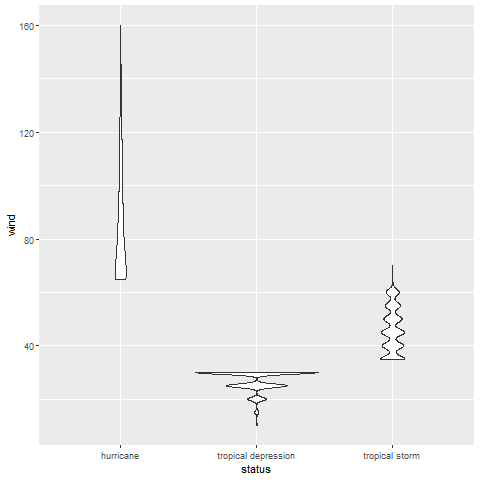 160
120
80
40
wind
hurricane tropical depression tropical storm
status